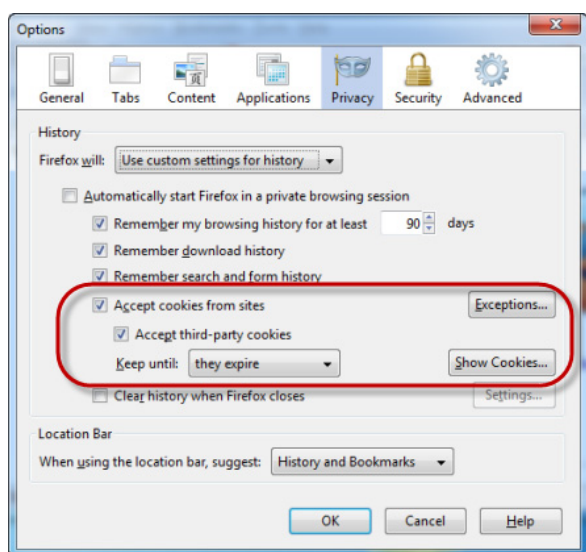 Options
General Tabs Content Applications Privacy Security Advanced
History
Firefox will: Use custom settings for history
Automatically start Firefox in a private browsing session
Remember my browsing history for at least 90 days
Remember download history
Remember search and form history
Accept cookies from sites Exceptions...
Accept third-party cookies
Keep until: they expire Show Cookies...
Clear history when Firefox closes Settings...
Location Bar
When using the location bar, suggest: History and Bookmarks
OK Cancel Help